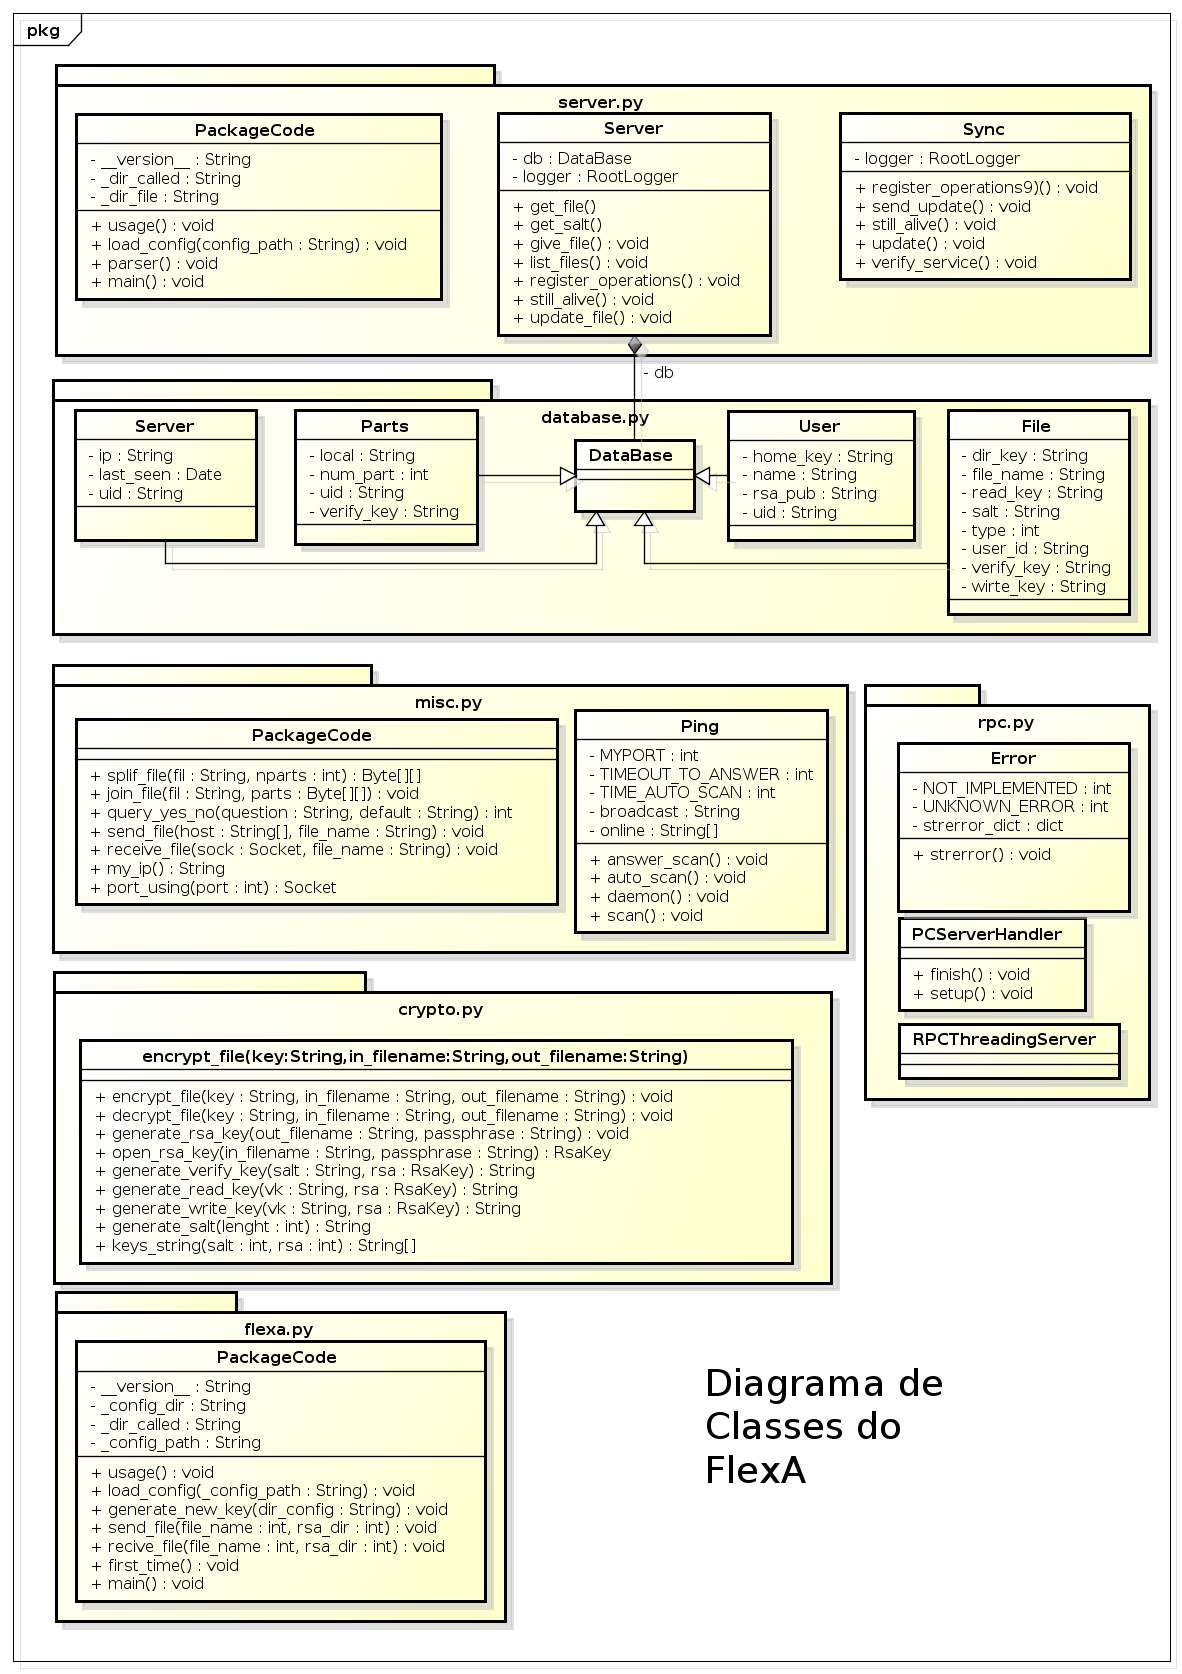 pkg
server.py
PackageCode
- __version__ : String
- _dir_called : String
- _dir_file : String
+ usage() : void
+ load_config(config_path : String) : void
+ parser() : void
+ main() : void
Server
- db : DataBase
- logger : RootLogger
+ get_file()
+ get_salt()
+ give_file() : void
+ list_files() : void
+ register_operations() : void
+ still_alive() : void
+ update_file() : void
Sync
- logger : RootLogger
+ register_operations9)() : void
+ send_update() : void
+ still_alive() : void
+ update() : void
+ verify_service() : void
- db
database.py
Server
- ip : String
- last_seen : Date
- uid : String
Parts
- local : String
- num_part : int
- uid : String
- verify_key : String
DataBase
User
- home_key : String
- name : String
- rsa_pub : String
- uid : String
File
- dir_key : String
- file_name : String
- read_key : String
- salt : String
- type : int
- user_id : String
- verify_key : String
- wirte_key : String
misc.py
PackageCode
+ splif_file(fil : String, nparts : int) : Byte[][]
+ join_file(fil : String, parts : Byte[][]) : void
+ query_yes_no(question : String, default : String) : int
+ send_file(host : String[], file_name : String) : void
+ receive_file(sock : Socket, file_name : String) : void
+ my_ip() : String
+ port_using(port : int) : Socket
Ping
- MYPORT : int
- TIMEOUT_TO_ANSWER : int
- TIME_AUTO_SCAN : int
- broadcast : String
- online : String[]
+ answer_scan() : void
+ auto_scan() : void
+ daemon() : void
+ scan() : void
rpc.py
Error
- NOT_IMPLEMENTED : int
- UNKNOWN_ERROR : int
- strerror_dict : dict
+ strerror() : void
PCServerHandler
+ finish() : void
+ setup() : void
RPCThreadingServer
crypto.py
encrypt_file(key:String,in_filename:String,out_filename:String)
+ encrypt_file(key : String, in_filename : String, out_filename : String) : void
+ decrypt_file(key : String, in_filename : String, out_filename : String) : void
+ generate_rsa_key(out_filename : String, passphrase : String) : void
+ open_rsa_key(in_filename : String, passphrase : String) : RsaKey
+ generate_verify_key(salt : String, rsa : RsaKey) : String
+ generate_read_key(vk : String, rsa : RsaKey) : String
+ generate_write_key(vk : String, rsa : RsaKey) : String
+ generate_salt(lenght : int) : String
+ keys_string(salt : int, rsa : int) : String[]
flexa.py
PackageCode
- __version__ : String
- _config_dir : String
- _dir_called : String
- _config_path : String
+ usage() : void
+ load_config(_config_path : String) : void
+ generate_new_key(dir_config : String) : void
+ send_file(file_name : int, rsa_dir : int) : void
+ recive_file(file_name : int, rsa_dir : int) : void
+ first_time() : void
+ main() : void
Diagrama de
Classes do
FlexA